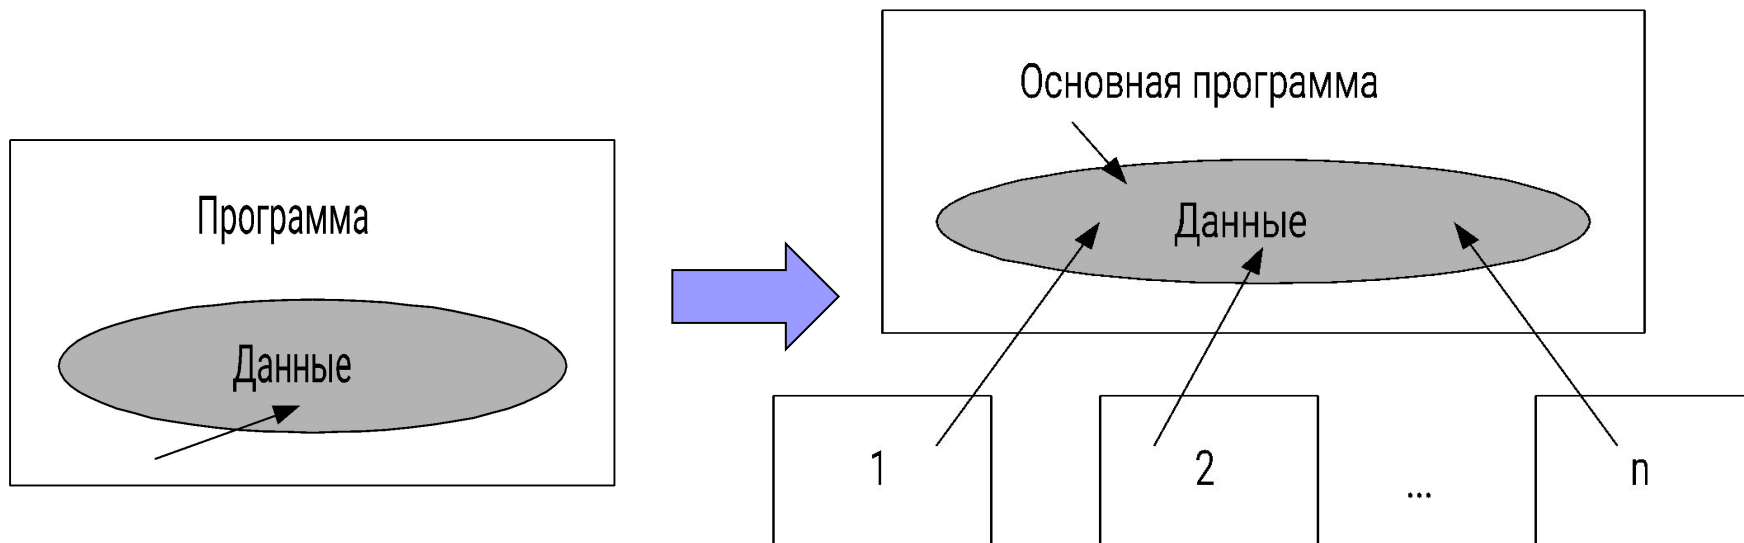 Программа
Данные
Основная программа
Данные
1
2
...
n